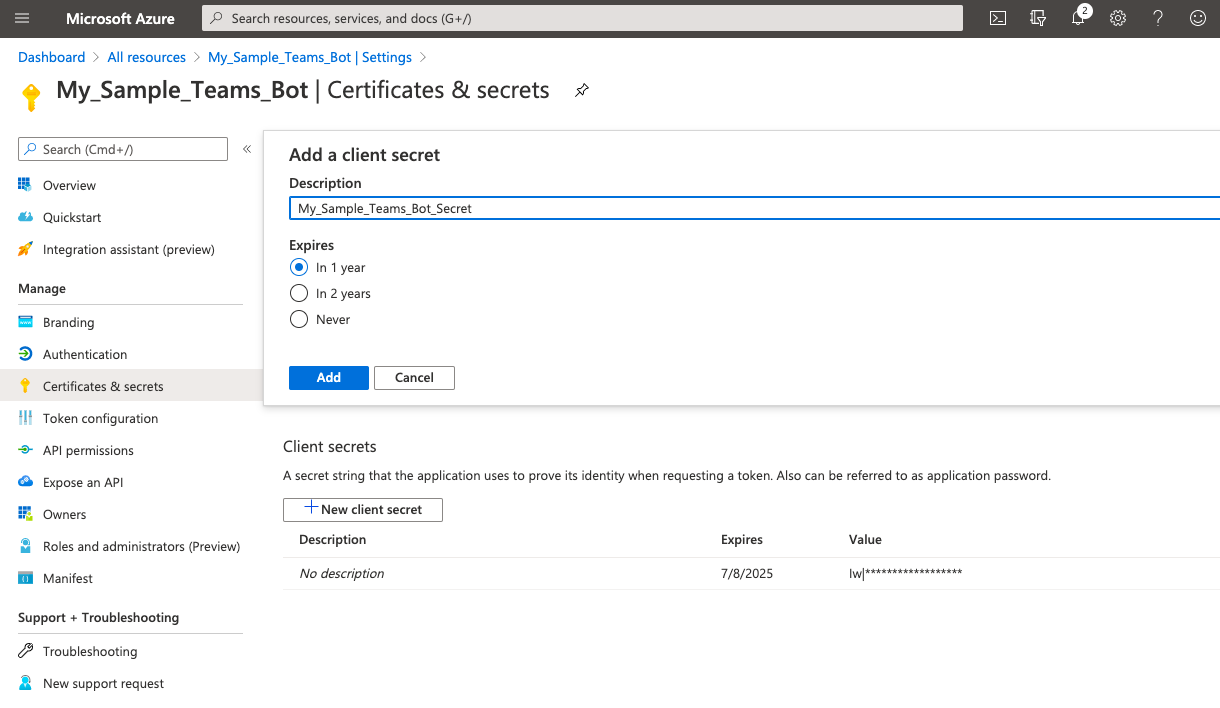 Microsoft Azure
Search resources, services, and docs (G+/)
2
Dashboard > All resources > My_Sample_Teams_Bot | Settings >
My_Sample_Teams_Bot | Certificates & secrets
Search (Cmd+/)
«
Overview
Quickstart
Integration assistant (preview)
Manage
Branding
Authentication
Certificates & secrets
Token configuration
API permissions
Expose an API
Owners
Roles and administrators (Preview)
Manifest
Support + Troubleshooting
Troubleshooting
New support request
Add a client secret
Description
My_Sample_Teams_Bot_Secret
Expires
In 1 year
In 2 years
Never
Add Cancel
Client secrets
A secret string that the application uses to prove its identity when requesting a token. Also can be referred to as application password.
+ New client secret
Description Expires Value
No description 7/8/2025 lw|******************